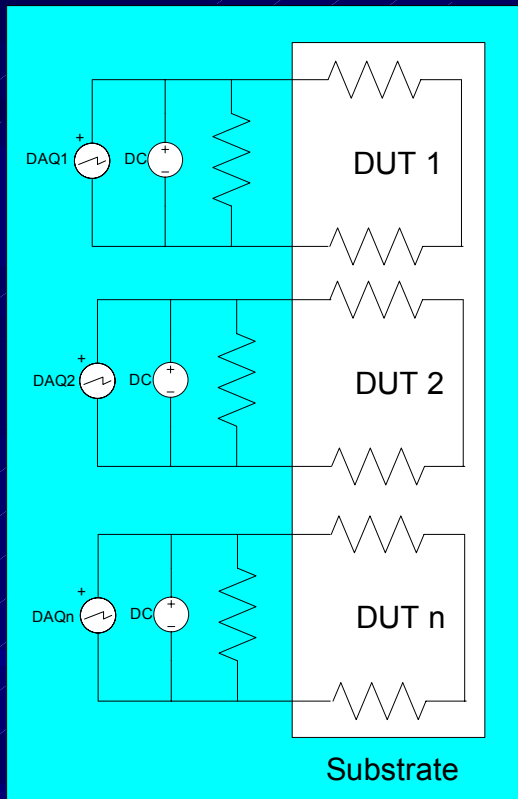 +
DAQ1
DC
+
−
DUT 1
+
DAQ2
DC
+
−
DUT 2
+
DAQn
DC
+
−
DUT n
Substrate